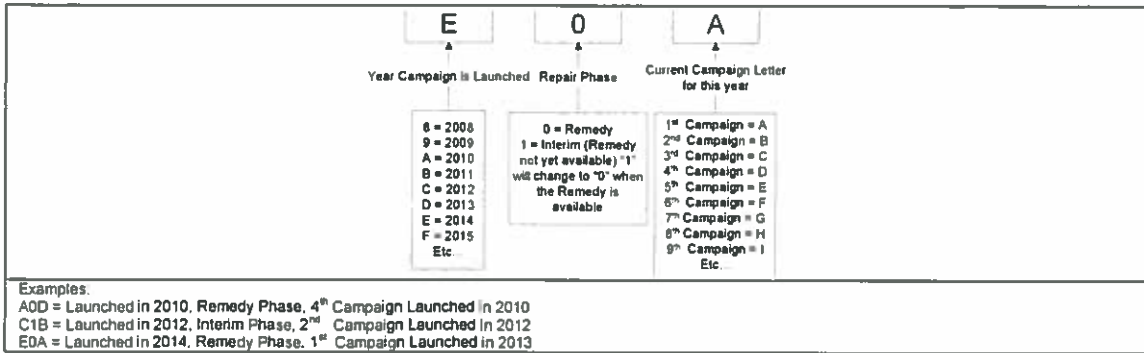 E 0 A
Year Campaign is Launched Repair Phase Current Campaign Letter
for this year
8 = 2008
9 = 2009
A = 2010
B = 2011
C = 2012
D = 2013
E = 2014
F = 2015
Etc...
0 = Remedy
1 = Interim (Remedy
not yet available) "1"
will change to "0" when
the Remedy is
available
1st Campaign = A
2nd Campaign = B
3rd Campaign = C
4th Campaign = D
5th Campaign = E
6th Campaign = F
7th Campaign = G
8th Campaign = H
9th Campaign = I
Etc...
Examples:
A0D = Launched in 2010, Remedy Phase, 4th Campaign Launched in 2010
C1B = Launched in 2012, Interim Phase, 2nd Campaign Launched in 2012
E0A = Launched in 2014, Remedy Phase, 1st Campaign Launched in 2013